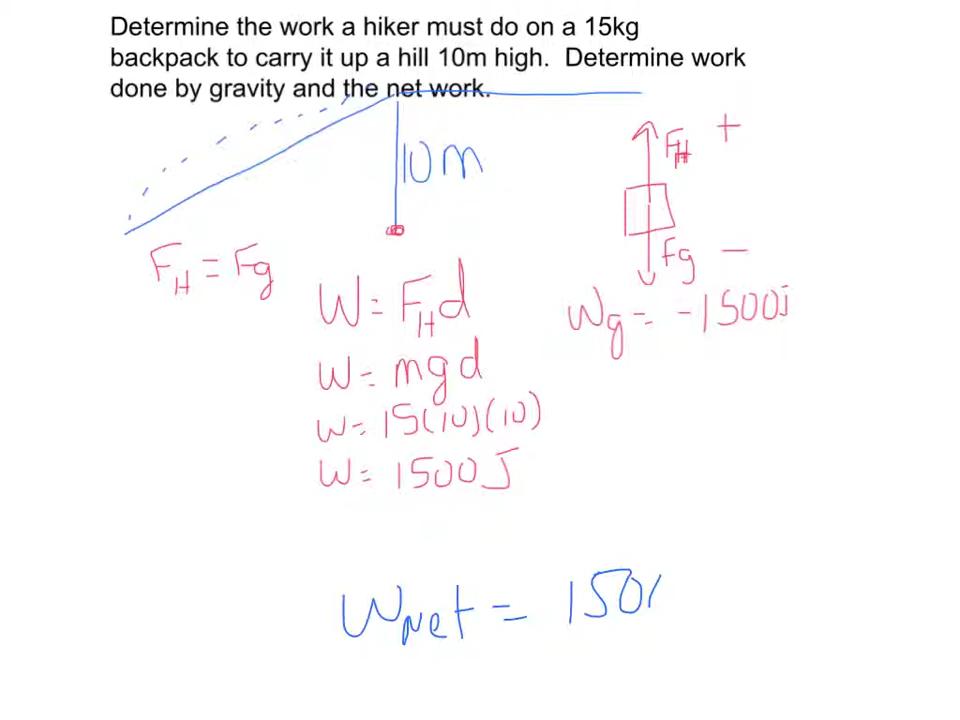 Determine the work a hiker must do on a 15kg
backpack to carry it up a hill 10m high. Determine work
done by gravity and the net work.
10m
FH +
Fg -
FH = Fg
W = FHd
Wg = -1500J
W = mgd
W = 15(10)(10)
W = 1500J
Wnet = 150